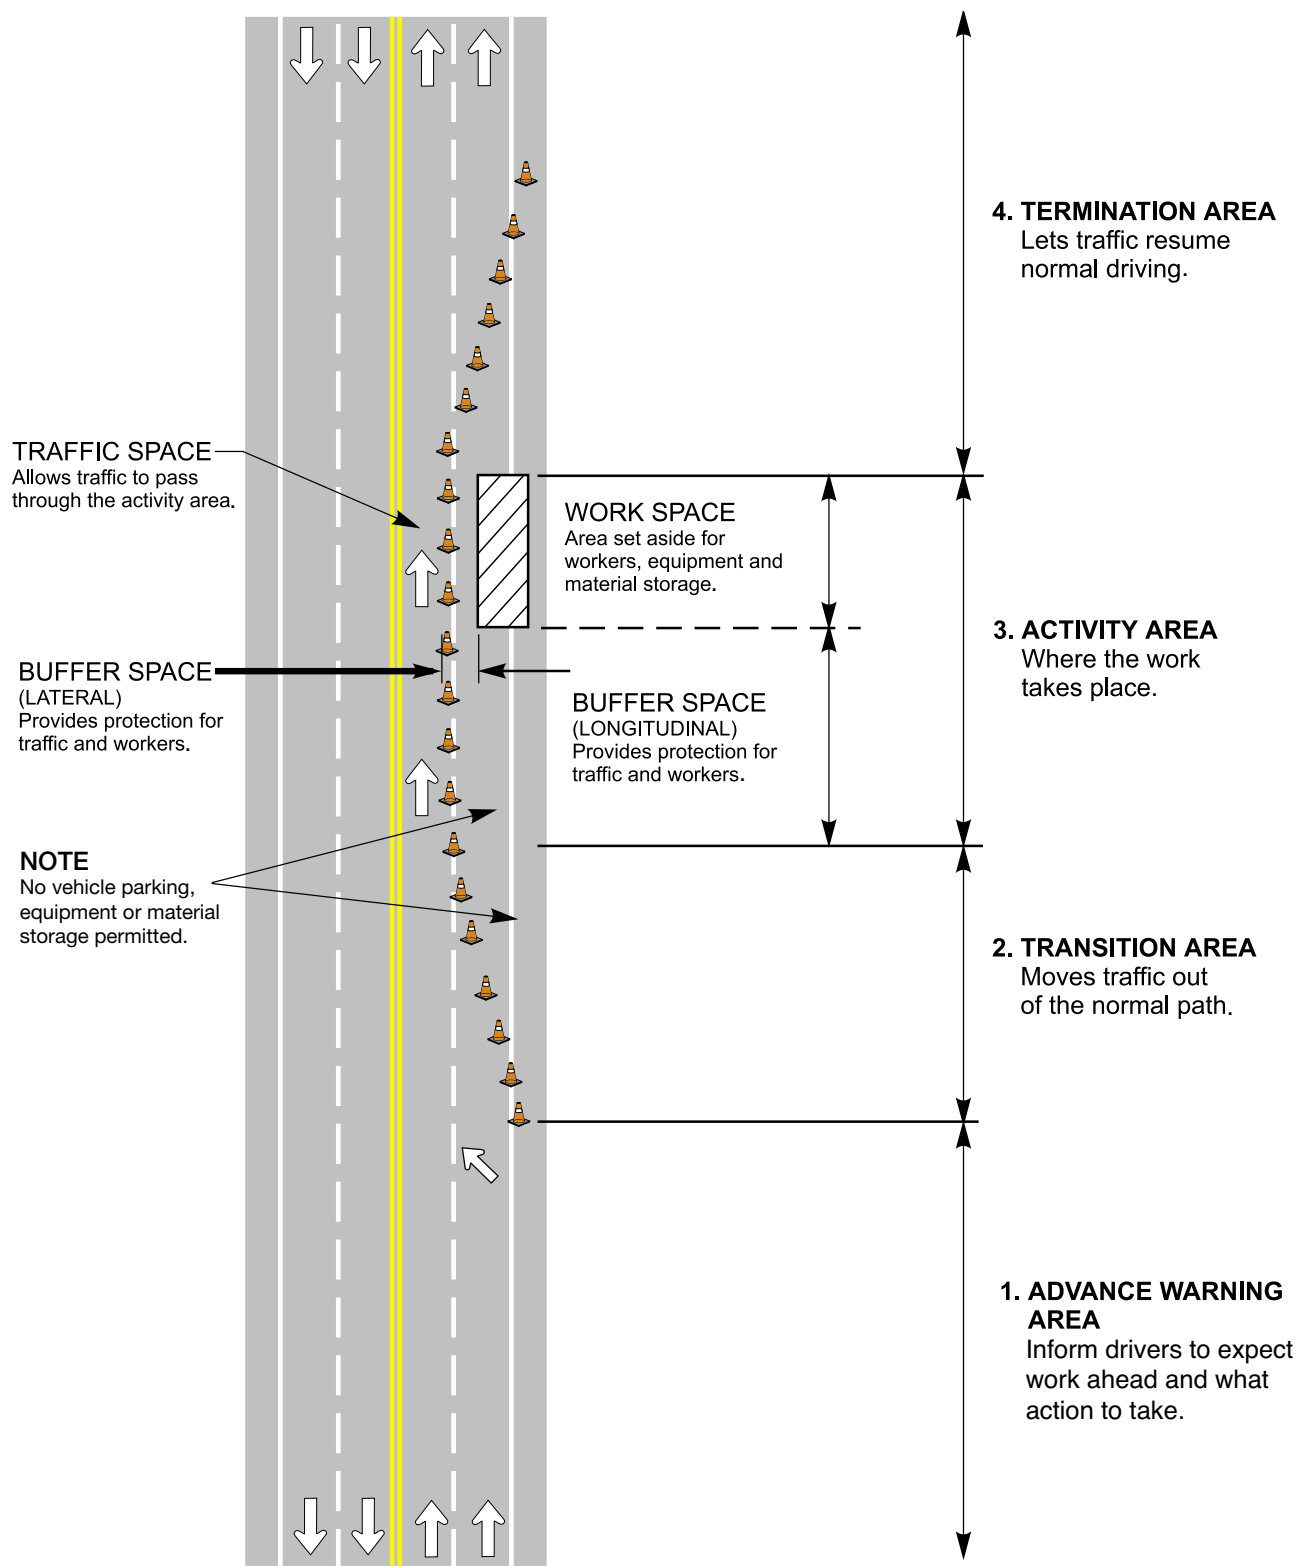 4. TERMINATION AREA
Lets traffic resume
normal driving.
TRAFFIC SPACE
Allows traffic to pass
through the activity area.
WORK SPACE
Area set aside for
workers, equipment and
material storage.
3. ACTIVITY AREA
Where the work
takes place.
BUFFER SPACE
(LATERAL)
Provides protection for
traffic and workers.
BUFFER SPACE
(LONGITUDINAL)
Provides protection for
traffic and workers.
NOTE
No vehicle parking,
equipment or material
storage permitted.
2. TRANSITION AREA
Moves traffic out
of the normal path.
1. ADVANCE WARNING
AREA
Inform drivers to expect
work ahead and what
action to take.